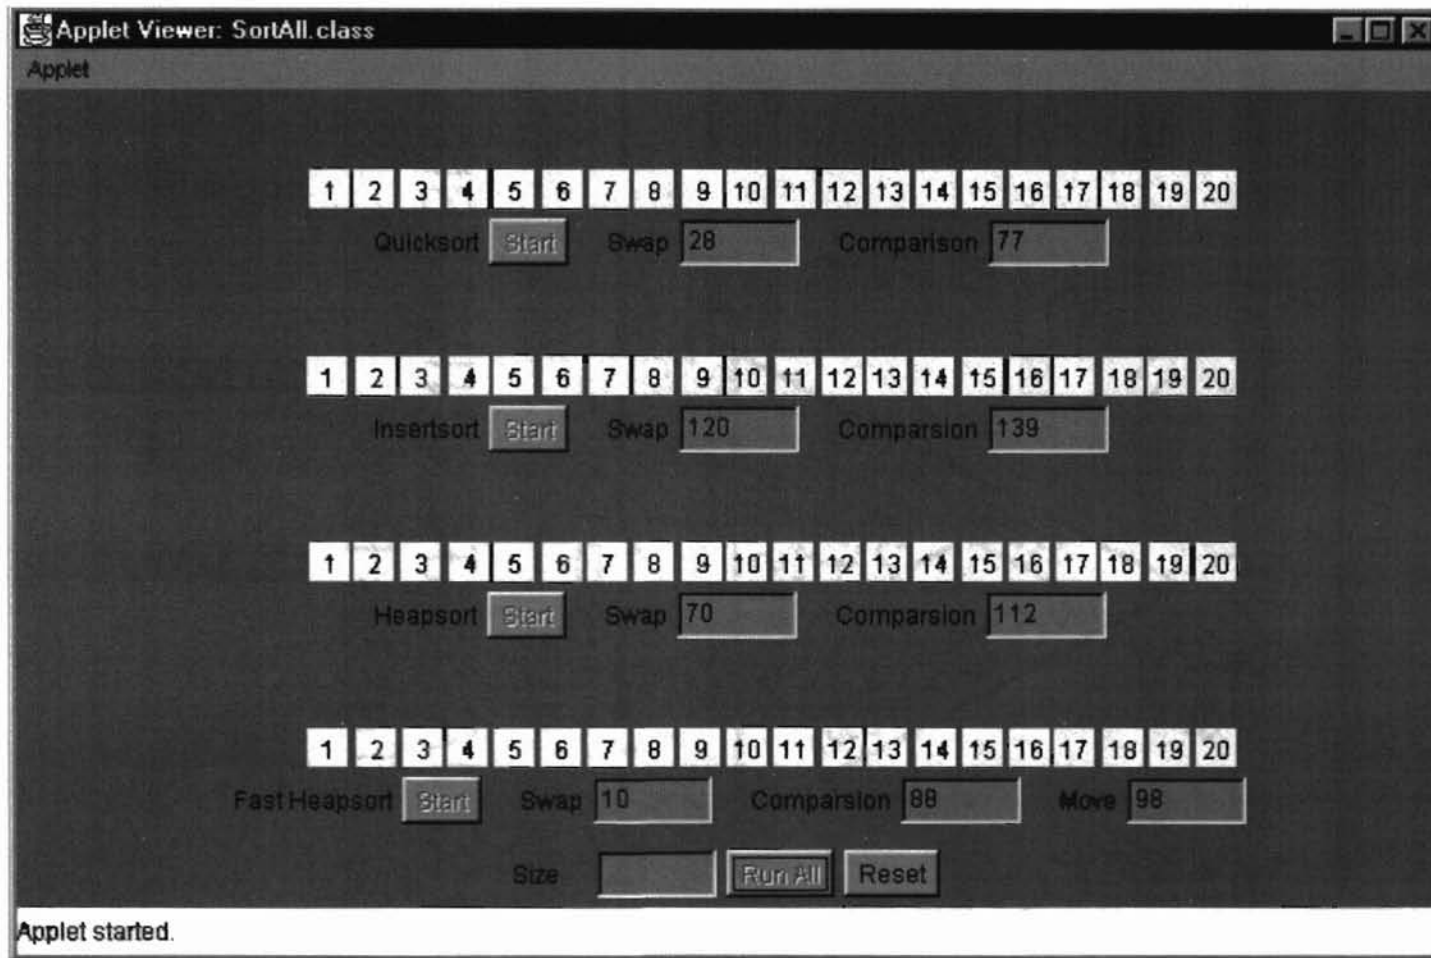 Applet Viewer: SortAll.class
Applet
1 2 3 4 5 6 7 8 9 10 11 12 13 14 15 16 17 18 19 20
Quicksort Start Swap 28 Comparison 77
1 2 3 4 5 6 7 8 9 10 11 12 13 14 15 16 17 18 19 20
Insertsort Start Swap 120 Comparsion 139
1 2 3 4 5 6 7 8 9 10 11 12 13 14 15 16 17 18 19 20
Heapsort Start Swap 70 Comparsion 112
1 2 3 4 5 6 7 8 9 10 11 12 13 14 15 16 17 18 19 20
Fast Heapsort Start Swap 10 Comparsion 88 Move 98
Size Run All Reset
Applet started.